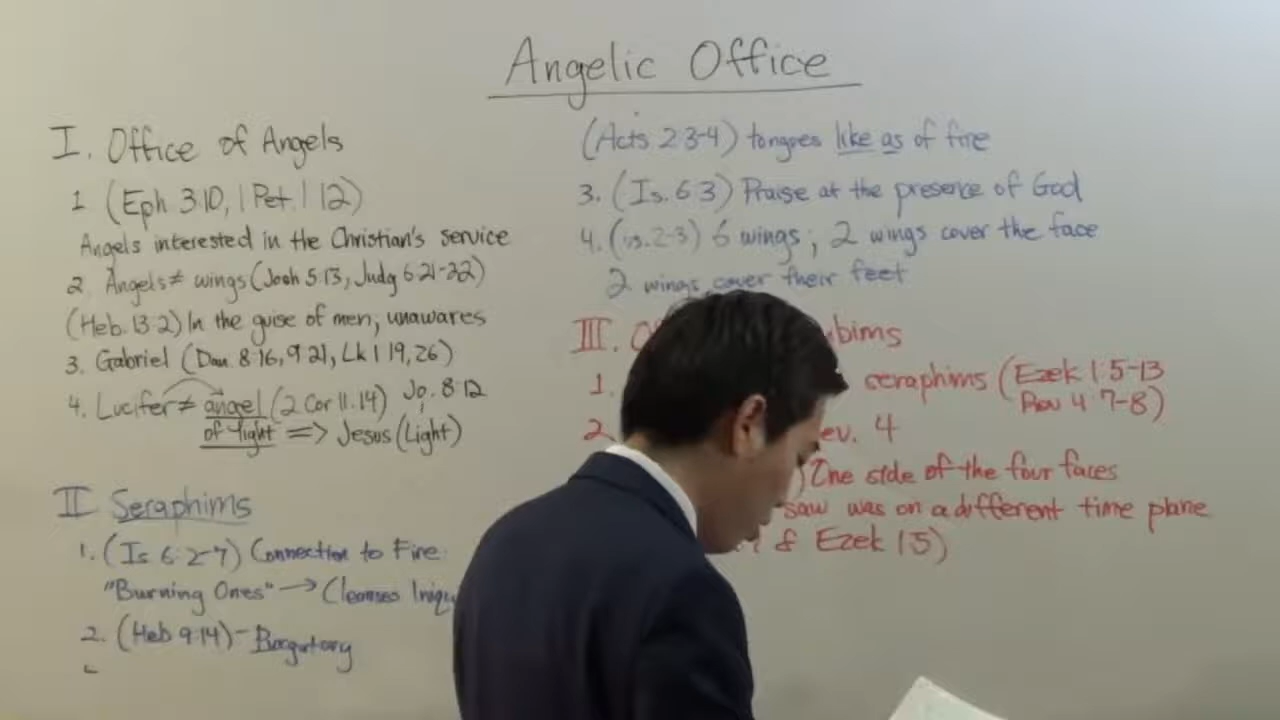 Angelic Office
I. Office of Angels
1 (Eph 3:10, 1 Pet. 1 12)
Angels interested in the Christian's service
2. Angels ≠ wings (Josh 5:13, Judg 6:21-22)
(Heb. 13:2) In the guise of men, unawares
3. Gabriel (Dan 8:16, 9:21, Lk 1 19, 26)
4. Lucifer ≠ angel (2 Cor 11:14) Jo. 8:12
of light => Jesus (Light)
II Seraphims
1. (Is 6:2-7) Connection to Fire
"Burning Ones" → Cleanses
2. (Heb 9:14) -
(Acts 2:3-4) tongues like as of fire
3. (Is. 6:3) Praise at the presence of God
4. (vs. 2-3) 6 wings; 2 wings cover the face
2 wings cover their feet
III.
1. seraphims (Ezek 1:5-13
Rev 4:7-8)
2. 4
) One side of the four faces
saw was on a different time plane
& Ezek 1:5)